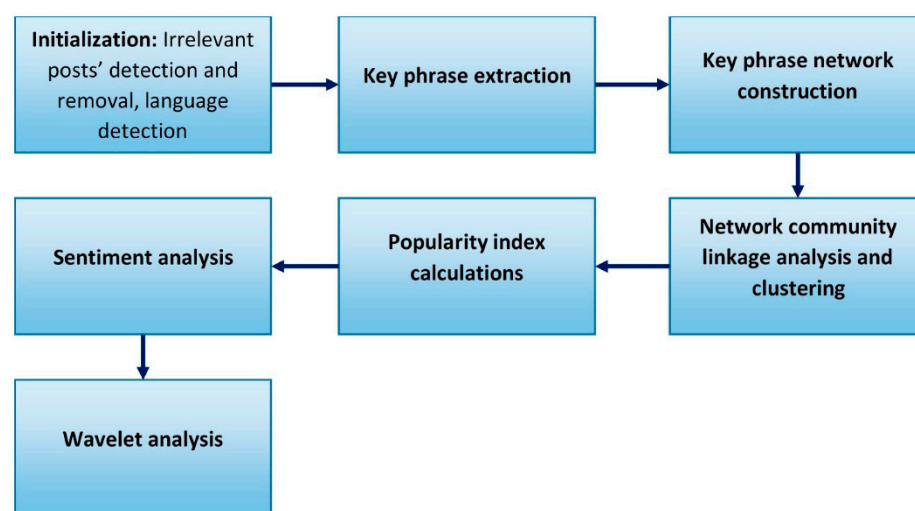 Initialization: Irrelevant
posts’ detection and
removal, language
detection
Key phrase extraction
Key phrase network
construction
Network community
linkage analysis and
clustering
Popularity index
calculations
Sentiment analysis
Wavelet analysis